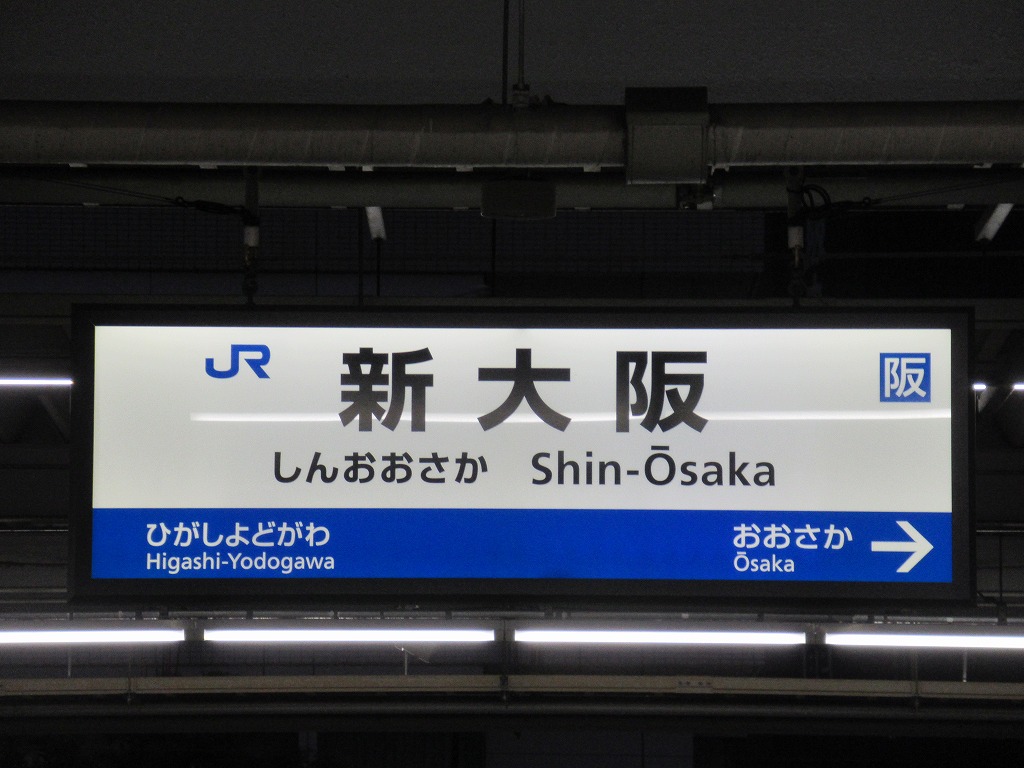 JR 新大阪 阪
しんおおさか Shin-Ōsaka
ひがしよどがわ おおさか →
Higashi-Yodogawa Ōsaka